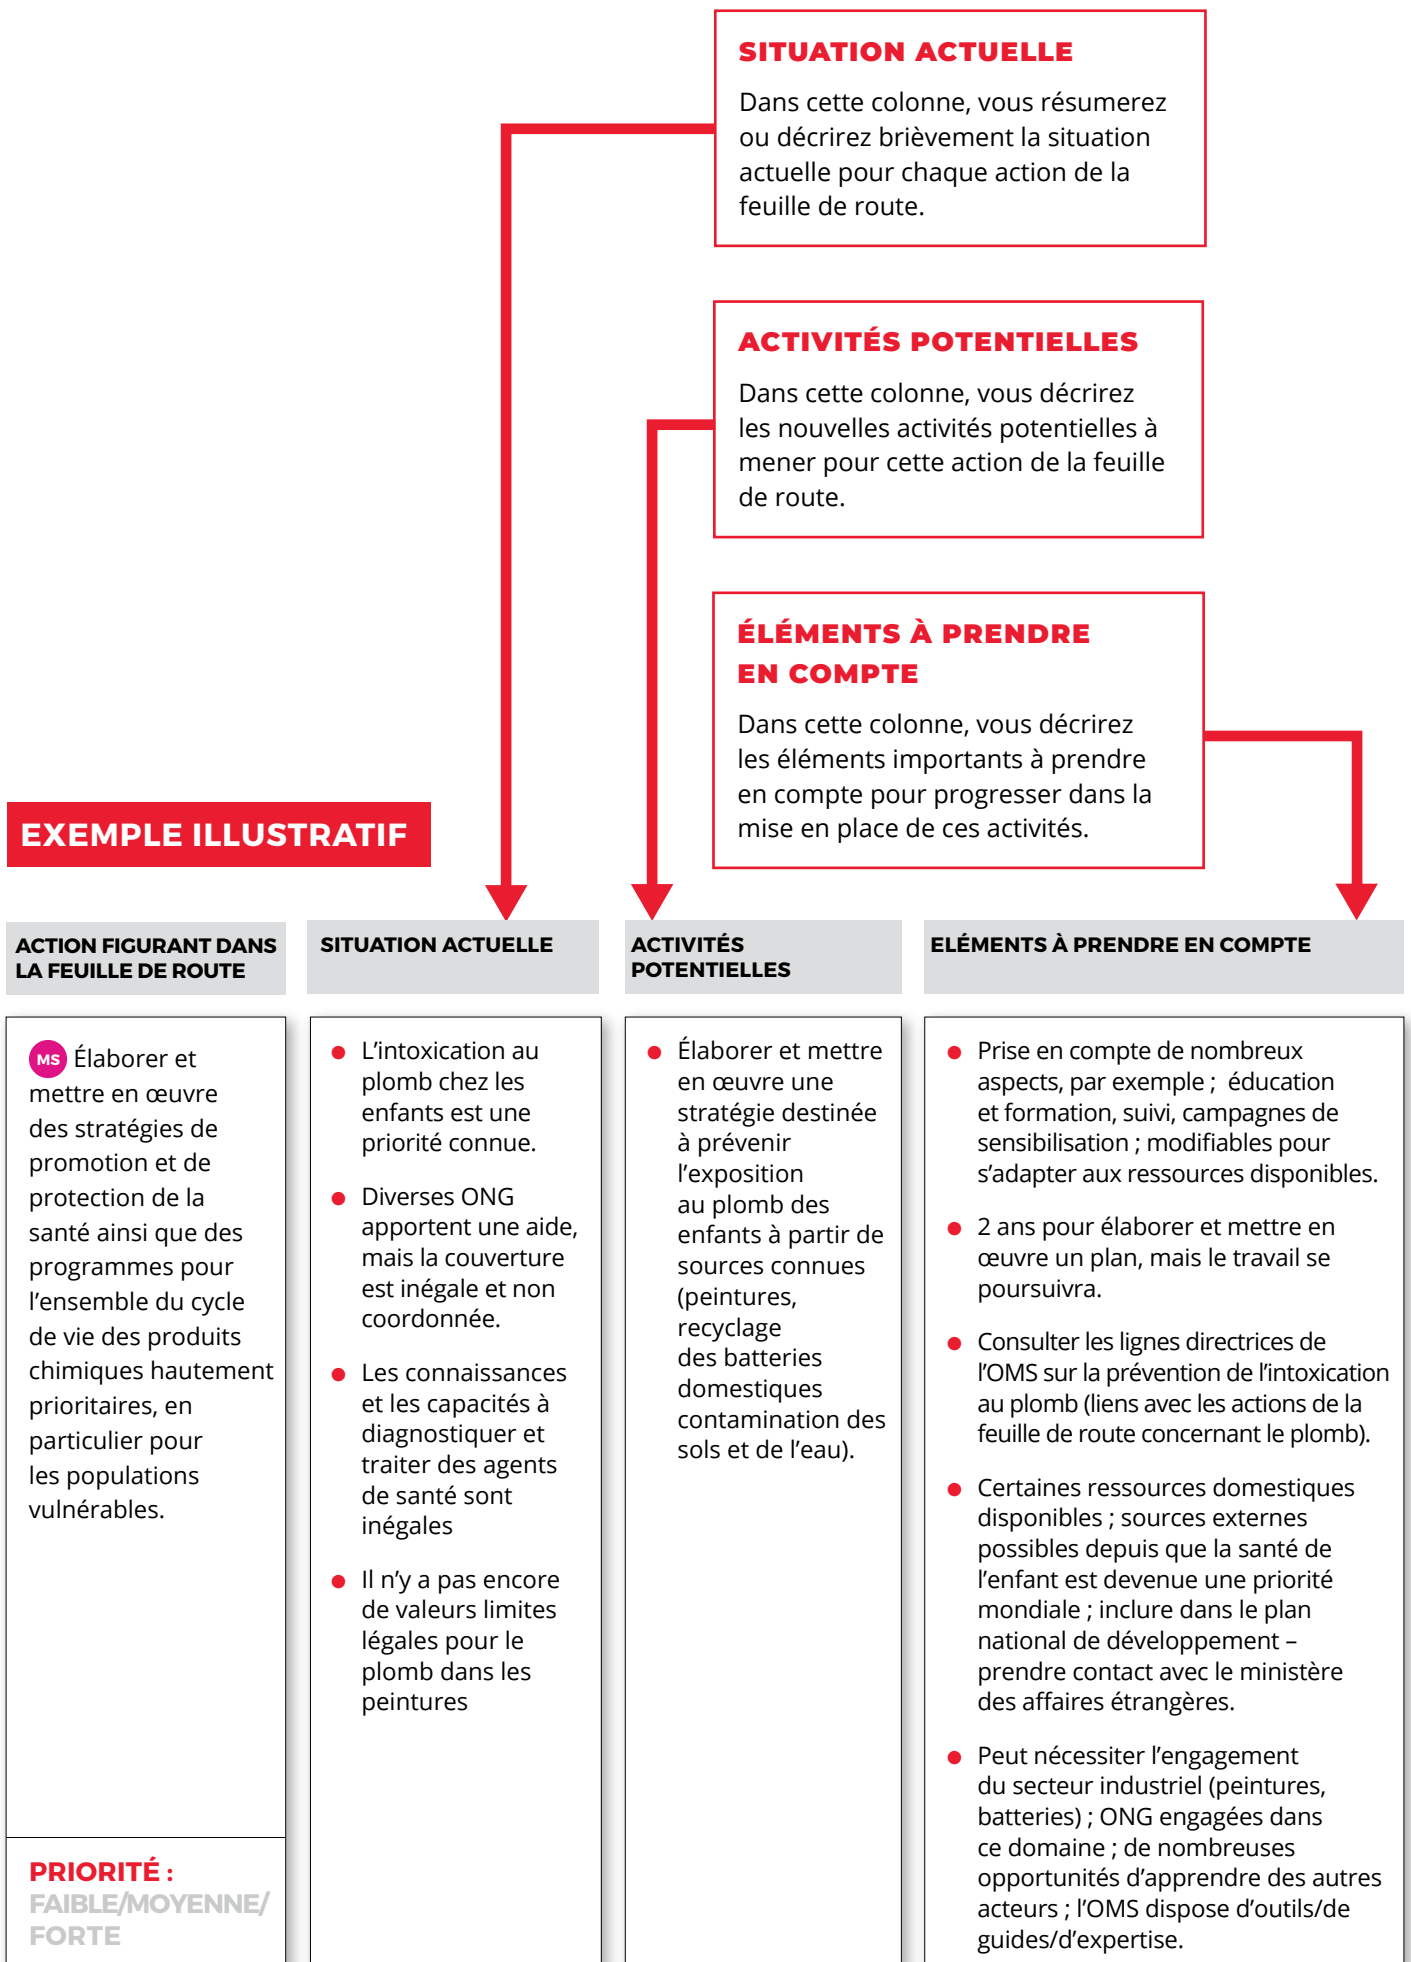 SITUATION ACTUELLE
Dans cette colonne, vous résumerez
ou décrirez brièvement la situation
actuelle pour chaque action de la
feuille de route.
ACTIVITÉS POTENTIELLES
Dans cette colonne, vous décrirez
les nouvelles activités potentielles à
mener pour cette action de la feuille
de route.
ÉLÉMENTS À PRENDRE
EN COMPTE
Dans cette colonne, vous décrirez
les éléments importants à prendre
en compte pour progresser dans la
mise en place de ces activités.
EXEMPLE ILLUSTRATIF
ACTION FIGURANT DANS
LA FEUILLE DE ROUTE
MS Élaborer et
mettre en œuvre
des stratégies de
promotion et de
protection de la
santé ainsi que des
programmes pour
l’ensemble du cycle
de vie des produits
chimiques hautement
prioritaires, en
particulier pour
les populations
vulnérables.
PRIORITÉ :
FAIBLE/MOYENNE/
FORTE
SITUATION ACTUELLE
● L’intoxication au
plomb chez les
enfants est une
priorité connue.
● Diverses ONG
apportent une aide,
mais la couverture
est inégale et non
coordonnée.
● Les connaissances
et les capacités à
diagnostiquer et
traiter des agents
de santé sont
inégales
● Il n’y a pas encore
de valeurs limites
légales pour le
plomb dans les
peintures
ACTIVITÉS
POTENTIELLES
● Élaborer et mettre
en œuvre une
stratégie destinée
à prévenir
l’exposition
au plomb des
enfants à partir de
sources connues
(peintures,
recyclage
des batteries
domestiques
contamination des
sols et de l’eau).
ELÉMENTS À PRENDRE EN COMPTE
● Prise en compte de nombreux
aspects, par exemple ; éducation
et formation, suivi, campagnes de
sensibilisation ; modifiables pour
s’adapter aux ressources disponibles.
● 2 ans pour élaborer et mettre en
œuvre un plan, mais le travail se
poursuivra.
● Consulter les lignes directrices de
l’OMS sur la prévention de l’intoxication
au plomb (liens avec les actions de la
feuille de route concernant le plomb).
● Certaines ressources domestiques
disponibles ; sources externes
possibles depuis que la santé de
l’enfant est devenue une priorité
mondiale ; inclure dans le plan
national de développement –
prendre contact avec le ministère
des affaires étrangères.
● Peut nécessiter l’engagement
du secteur industriel (peintures,
batteries) ; ONG engagées dans
ce domaine ; de nombreuses
opportunités d’apprendre des autres
acteurs ; l’OMS dispose d’outils/de
guides/d’expertise.